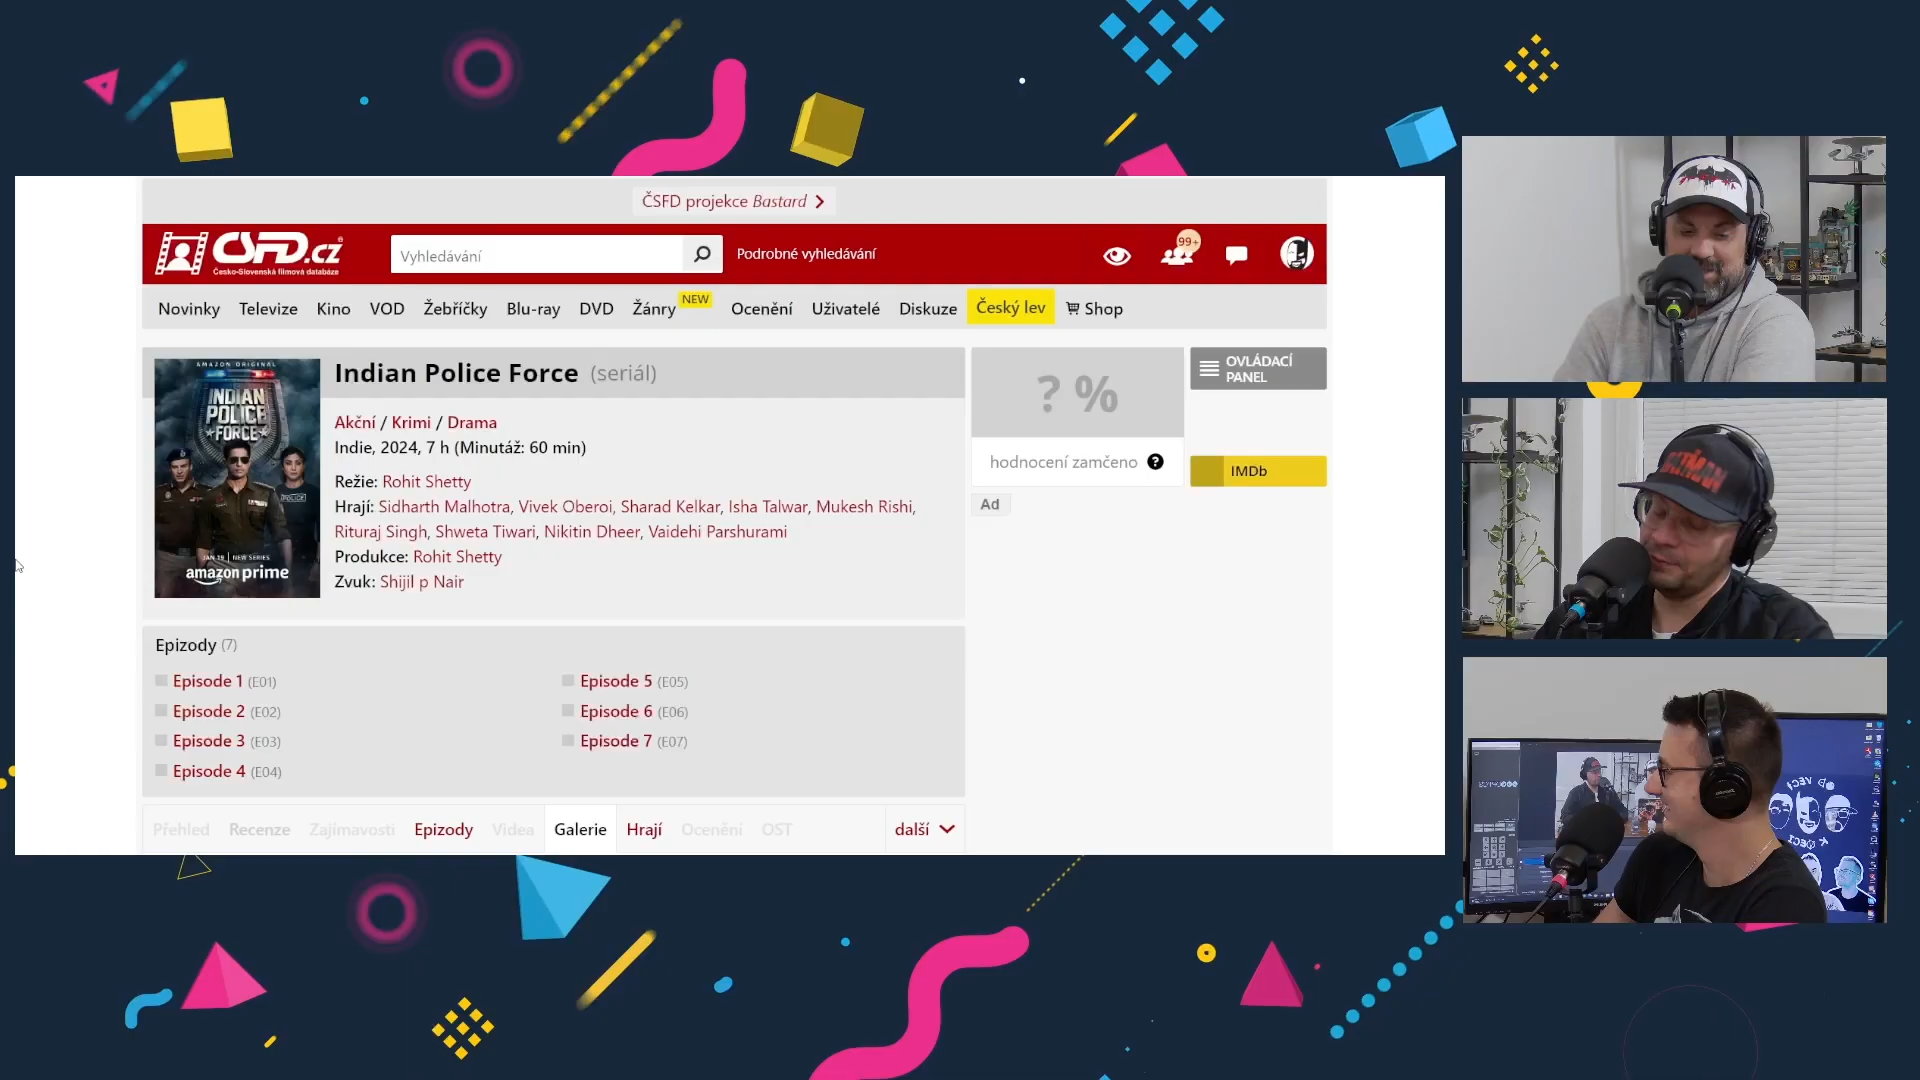 ČSFD projekce Bastard
ČSFD.cz
Česko-Slovenská filmová databáze
Vyhledávání
Podrobné vyhledávání
99+
Novinky Televize Kino VOD Žebříčky Blu-ray DVD Žánry NEW Ocenění Uživatelé Diskuze Český lev Shop
AMAZON ORIGINAL
INDIAN
POLICE
FORCE
POLICE
JAN 19 | NEW SERIES
amazon prime
Indian Police Force (seriál)
Akční / Krimi / Drama
Indie, 2024, 7 h (Minutáž: 60 min)
Režie: Rohit Shetty
Hrají: Sidharth Malhotra, Vivek Oberoi, Sharad Kelkar, Isha Talwar, Mukesh Rishi,
Rituraj Singh, Shweta Tiwari, Nikitin Dheer, Vaidehi Parshurami
Produkce: Rohit Shetty
Zvuk: Shijil p Nair
? %
hodnocení zamčeno ?
Ad
OVLÁDACÍ
PANEL
IMDb
Epizody (7)
Episode 1 (E01)
Episode 2 (E02)
Episode 3 (E03)
Episode 4 (E04)
Episode 5 (E05)
Episode 6 (E06)
Episode 7 (E07)
Přehled Recenze Zajímavosti Epizody Videa Galerie Hrají Ocenění OST další
BATMAN